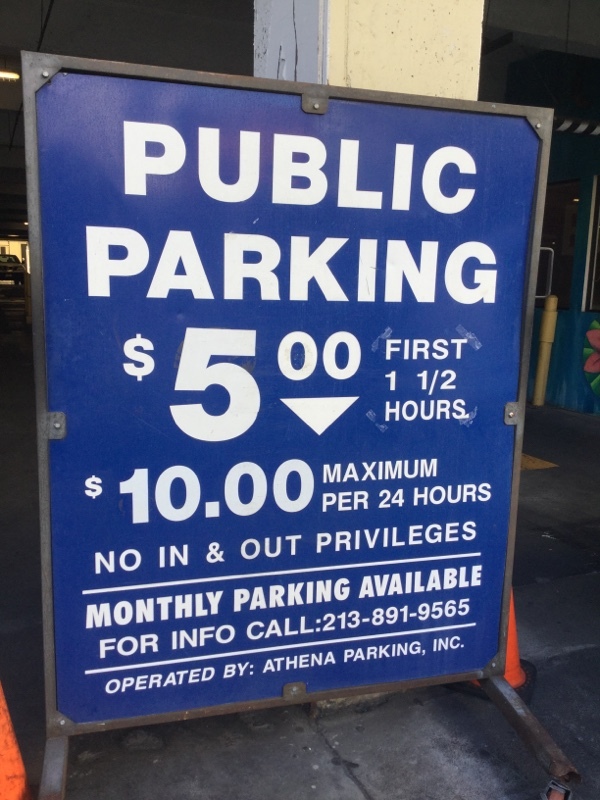 PUBLIC
PARKING
$ 5 00 FIRST
1 1/2
HOURS
$ 10.00 MAXIMUM
PER 24 HOURS
NO IN & OUT PRIVILEGES
MONTHLY PARKING AVAILABLE
FOR INFO CALL:213-891-9565
OPERATED BY: ATHENA PARKING, INC.